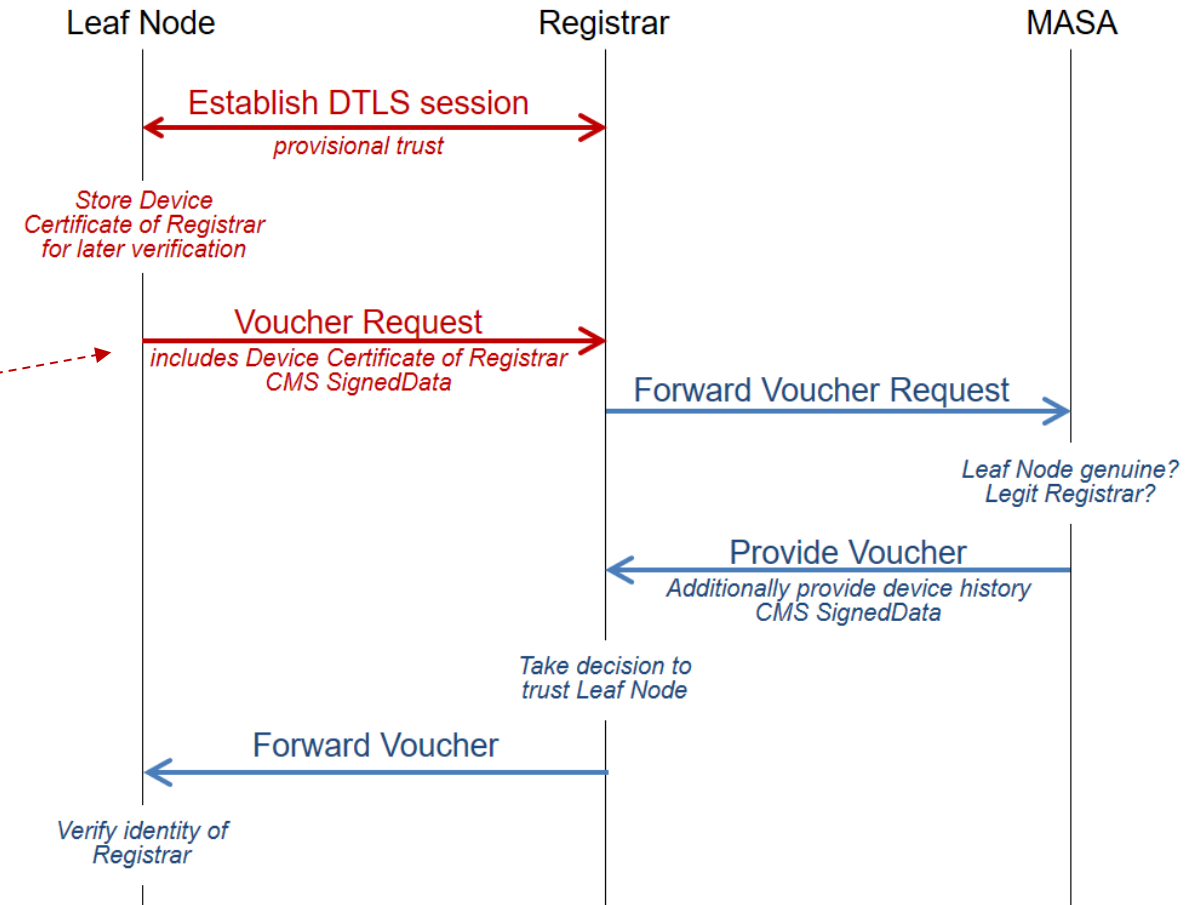 Leaf Node
Registrar
MASA
Establish DTLS session
provisional trust
Store Device
Certificate of Registrar
for later verification
Voucher Request
includes Device Certificate of Registrar
CMS SignedData
Forward Voucher Request
Leaf Node genuine?
Legit Registrar?
Provide Voucher
Additionally provide device history
CMS SignedData
Take decision to
trust Leaf Node
Forward Voucher
Verify identity of
Registrar